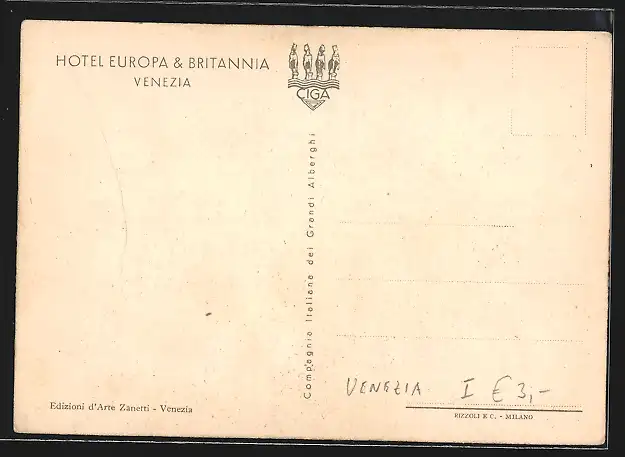 HOTEL EUROPA & BRITANNIA
VENEZIA
CIGA
Compagnia Italiana dei Grandi Alberghi
VENEZIA I € 3,-
Edizioni d'Arte Zanetti - Venezia
RIZZOLI E C. - MILANO